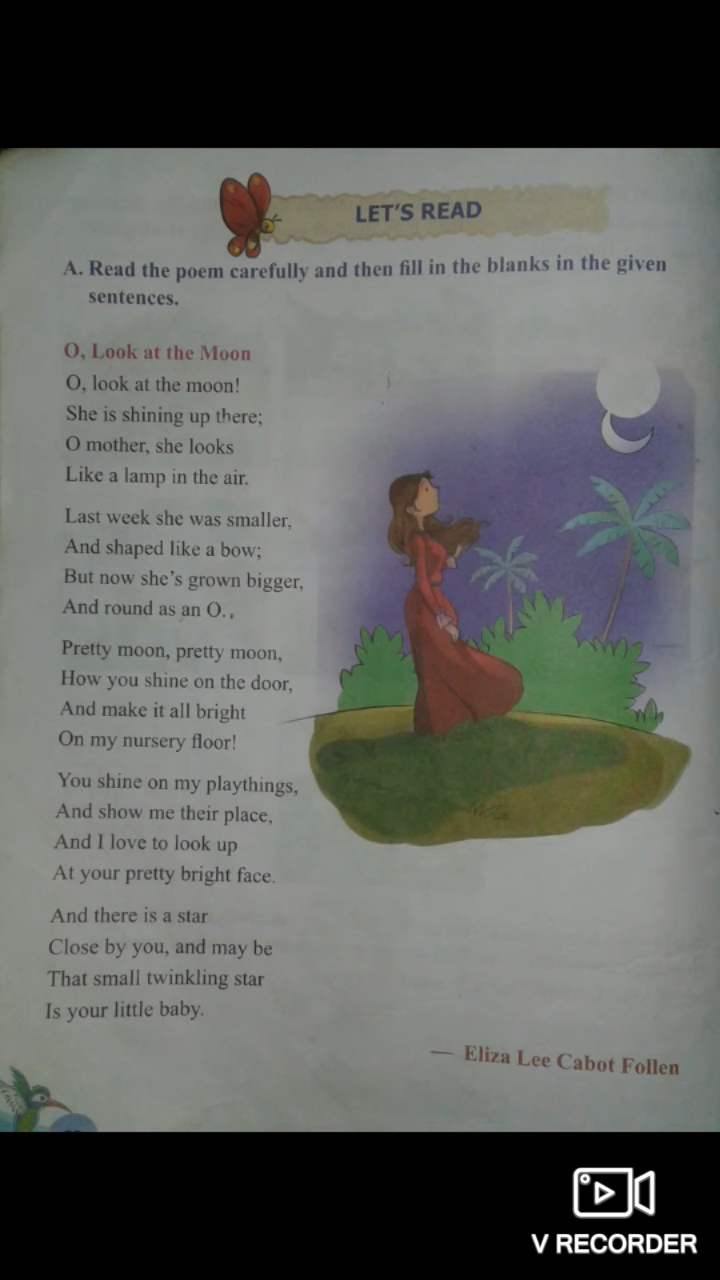 LET'S READ
A. Read the poem carefully and then fill in the blanks in the given
sentences.
O, Look at the Moon
O, look at the moon!
She is shining up there;
O mother, she looks
Like a lamp in the air.
Last week she was smaller,
And shaped like a bow;
But now she's grown bigger,
And round as an O.
Pretty moon, pretty moon,
How you shine on the door,
And make it all bright
On my nursery floor!
You shine on my playthings,
And show me their place,
And I love to look up
At your pretty bright face.
And there is a star
Close by you, and may be
That small twinkling star
Is your little baby.
— Eliza Lee Cabot Follen
V RECORDER